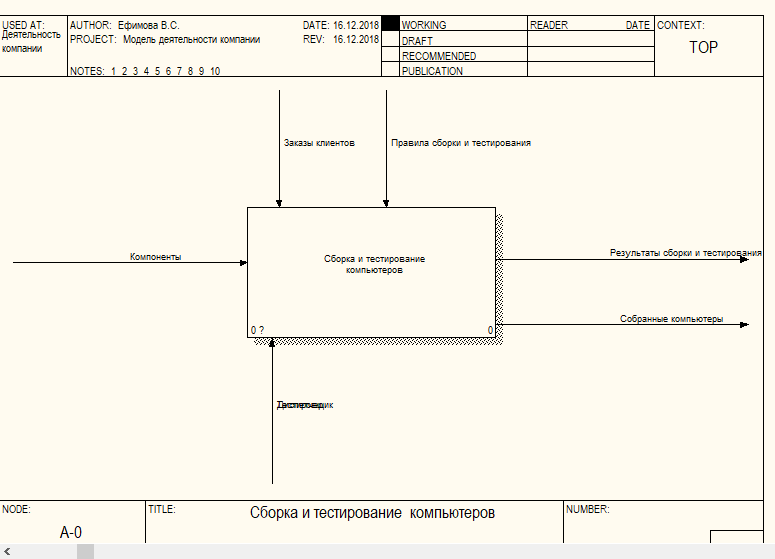 USED AT:
Деятельность
компании
AUTHOR: Ефимова В.С.
DATE: 16.12.2018
PROJECT: Модель деятельности компании
REV: 16.12.2018
NOTES: 1 2 3 4 5 6 7 8 9 10
WORKING
DRAFT
RECOMMENDED
PUBLICATION
READER
DATE
CONTEXT:
TOP
Заказы клиентов
Правила сборки и тестирования
Компоненты
Сборка и тестирование
компьютеров
0 ?
0
Результаты сборки и тестирования
Собранные компьютеры
NODE:
A-0
TITLE:
Сборка и тестирование компьютеров
NUMBER: